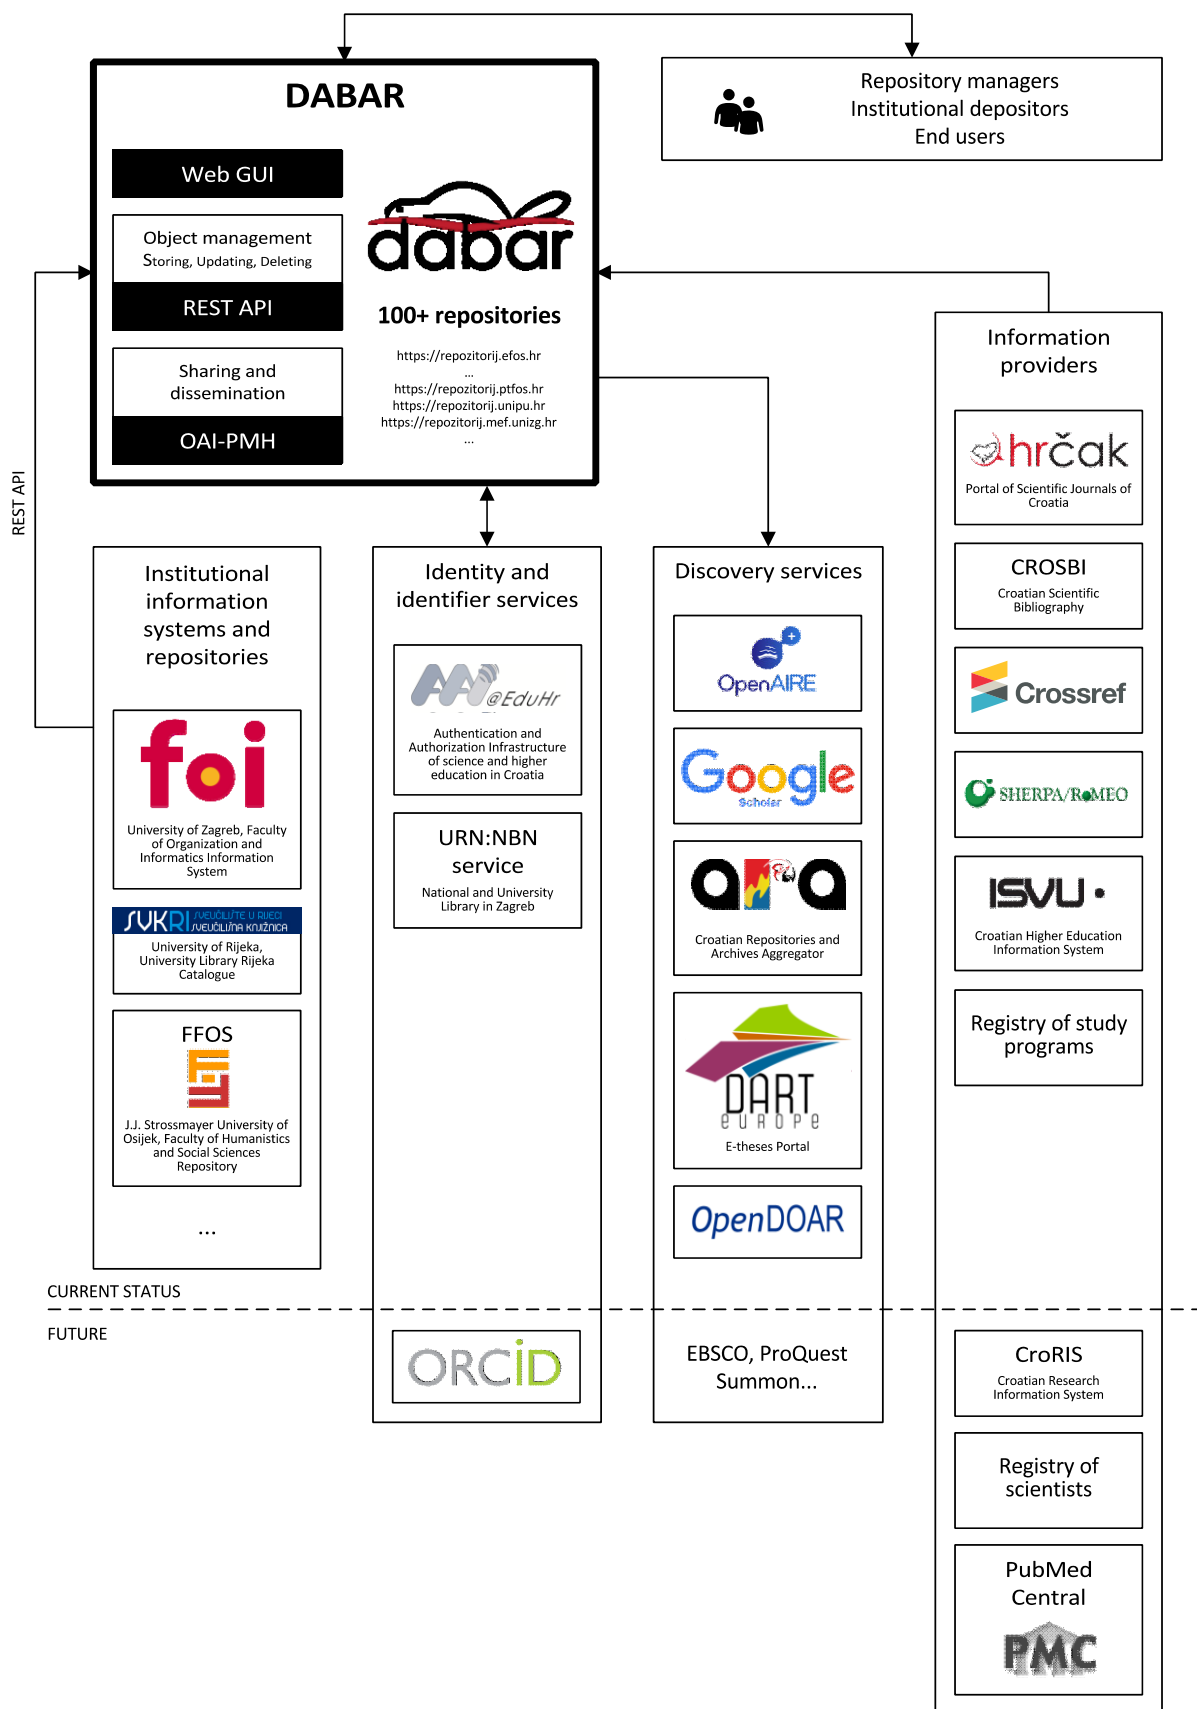 DABAR
Web GUI
Object management
Storing, Updating, Deleting
REST API
Sharing and
dissemination
OAI-PMH
dabar
100+ repositories
https://repozitorij.efos.hr
...
https://repozitorij.ptfos.hr
https://repozitorij.unipu.hr
https://repozitorij.mef.unizg.hr
...
Repository managers
Institutional depositors
End users
REST API
Institutional
information
systems and
repositories
foi
University of Zagreb, Faculty
of Organization and
Informatics Information
System
SVKRI SVEUČILIŠTE U RIJECI
SVEUČILIŠNA KNJIŽNICA
University of Rijeka,
University Library Rijeka
Catalogue
FFOS
J.J. Strossmayer University of
Osijek, Faculty of Humanistics
and Social Sciences
Repository
...
Identity and
identifier services
AAI@EduHr
Authentication and
Authorization Infrastructure
of science and higher
education in Croatia
URN:NBN
service
National and University
Library in Zagreb
Discovery services
OpenAIRE
Google
Scholar
ara
Croatian Repositories and
Archives Aggregator
DART
europe
E-theses Portal
OpenDOAR
Information
providers
hrčak
Portal of Scientific Journals of
Croatia
CROSBI
Croatian Scientific
Bibliography
Crossref
SHERPA/RoMEO
ISVU
Croatian Higher Education
Information System
Registry of study
programs
CURRENT STATUS
FUTURE
ORCID
EBSCO, ProQuest
Summon...
CroRIS
Croatian Research
Information System
Registry of
scientists
PubMed
Central
PMC